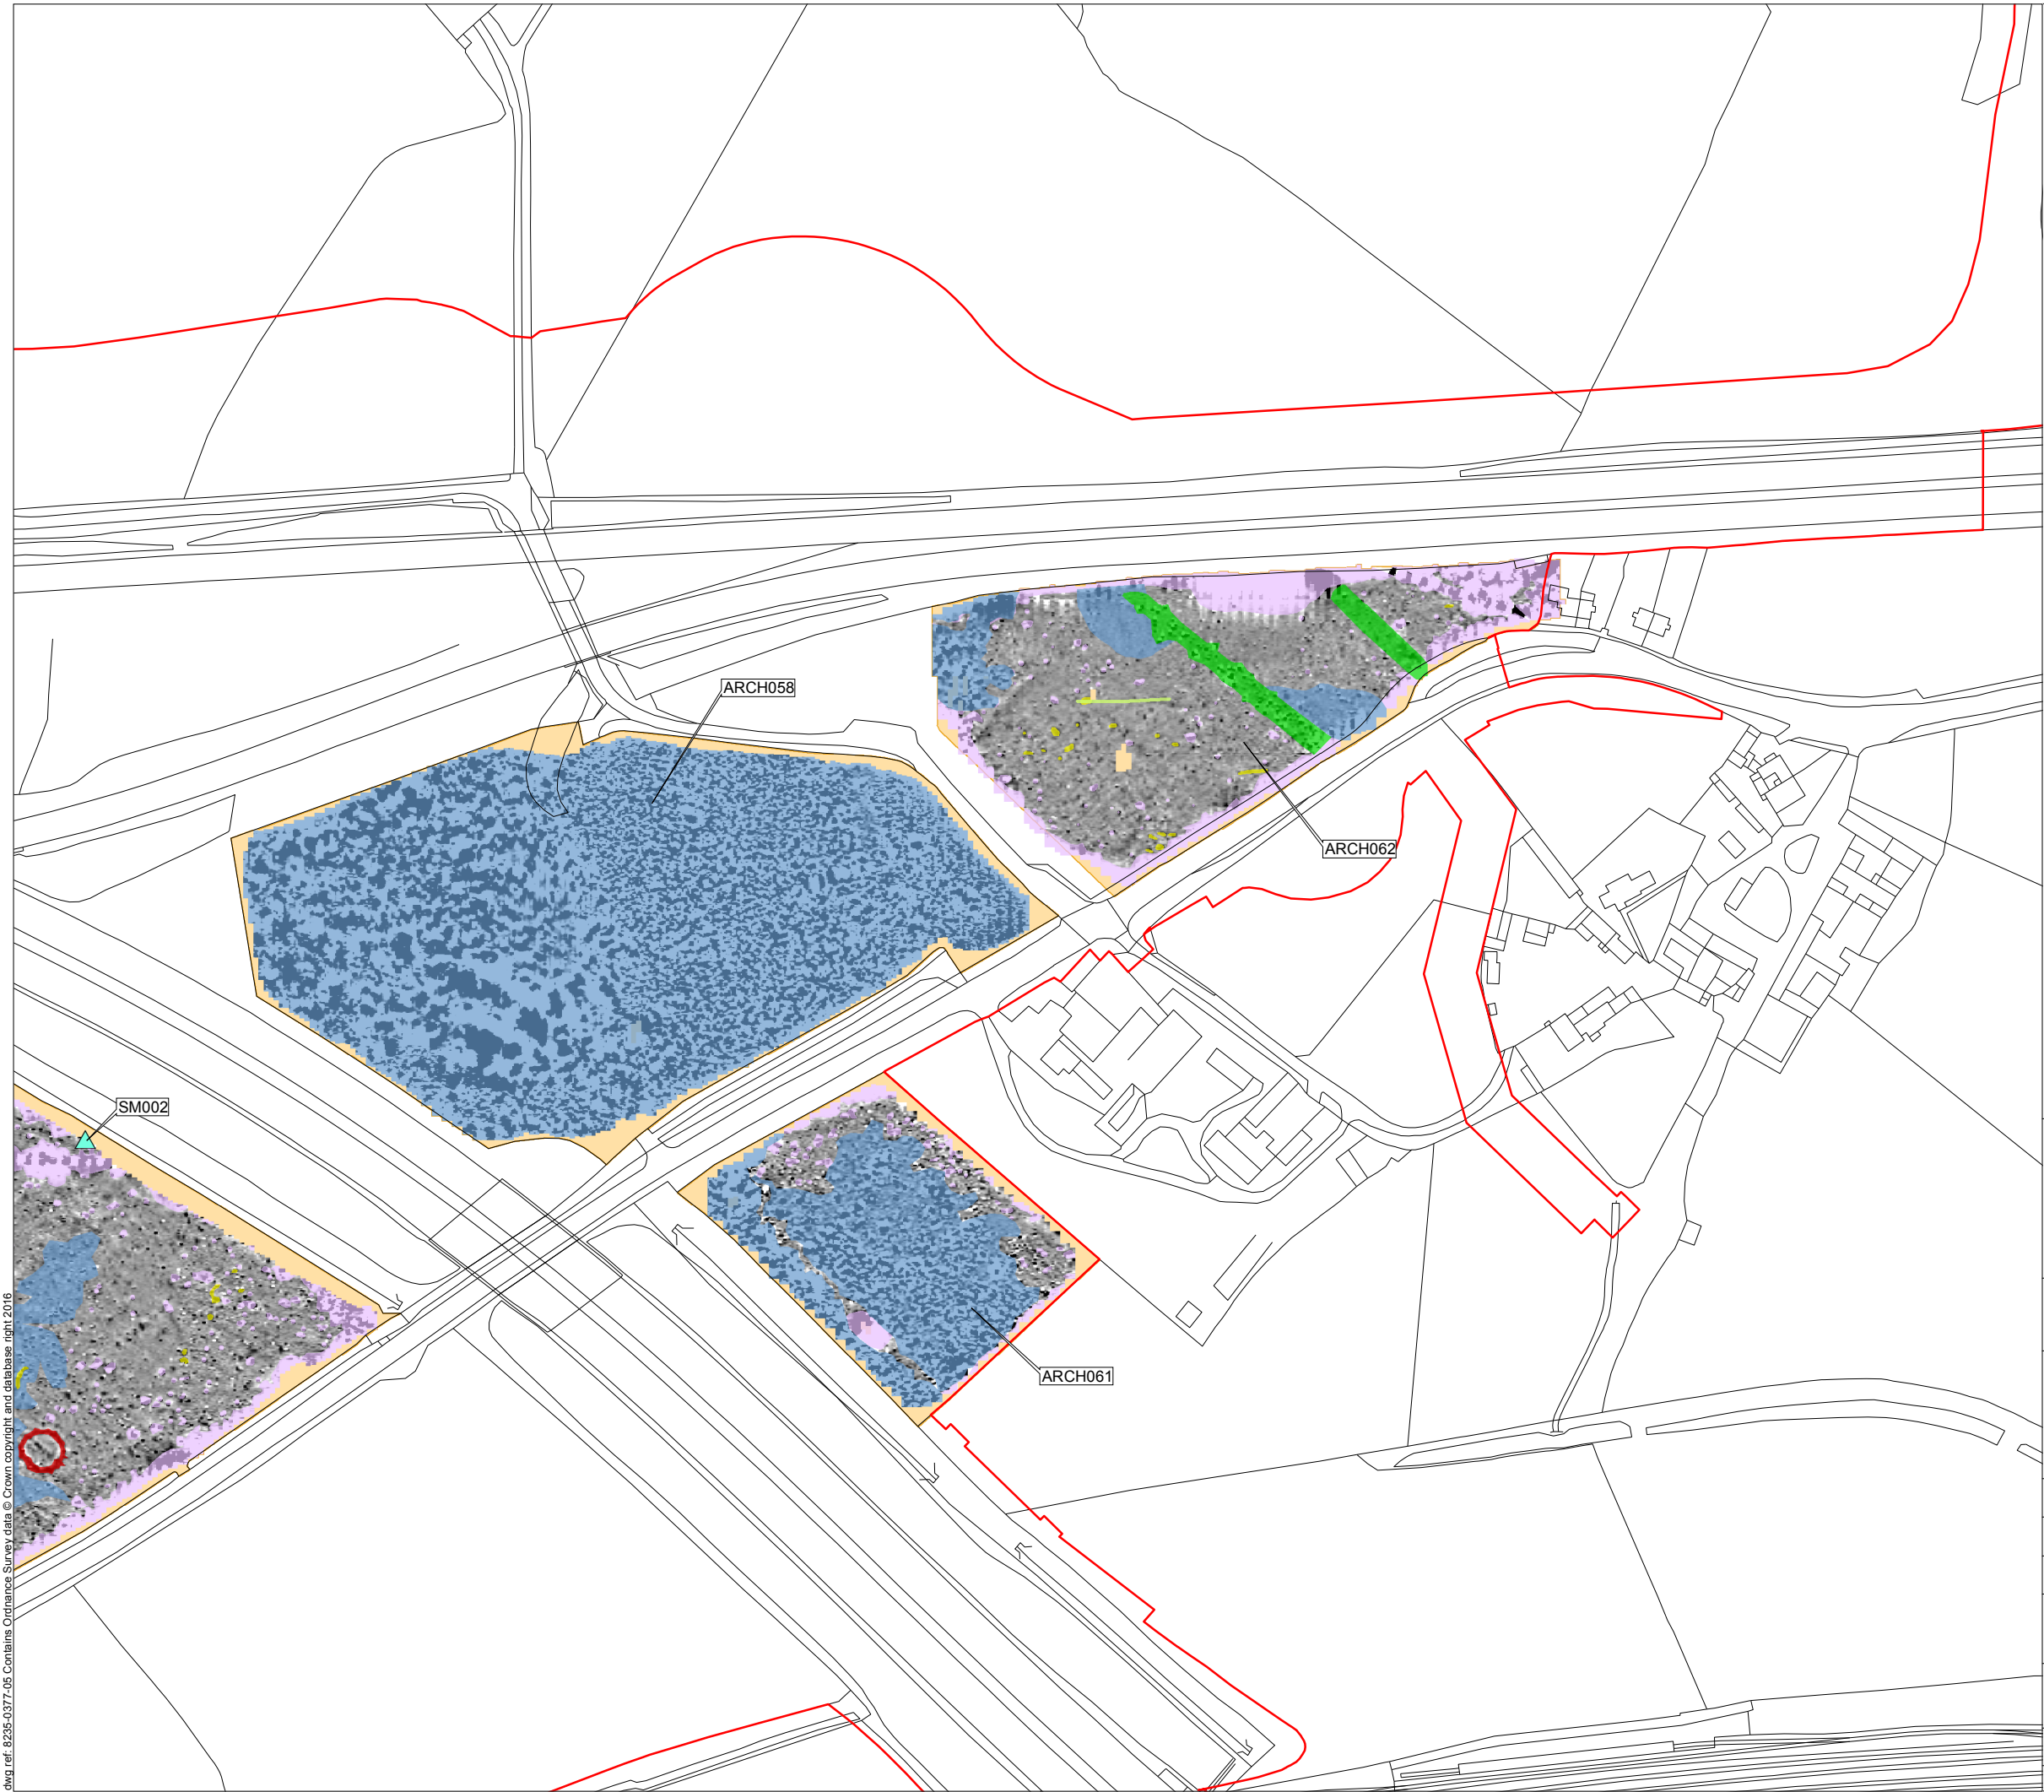 ARCH058
ARCH062
SM002
ARCH061
dwg ref: 8235-0377-05 Contains Ordnance Survey data © Crown copyright and database right 2016